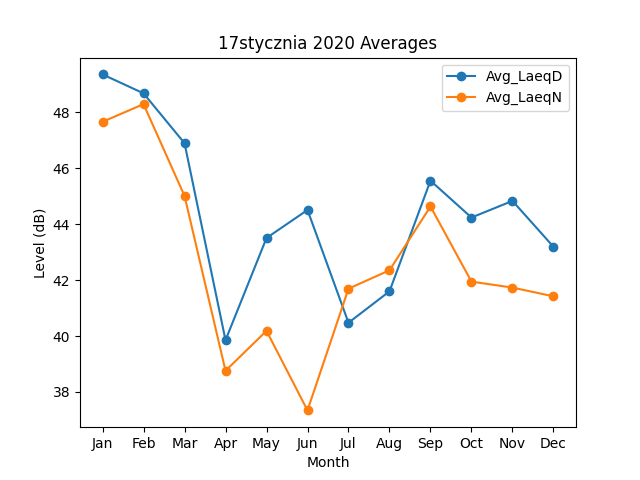 17stycznia 2020 Averages
Avg_LaeqD
Avg_LaeqN
Level (dB)
48
46
44
42
40
38
Jan Feb Mar Apr May Jun Jul Aug Sep Oct Nov Dec
Month